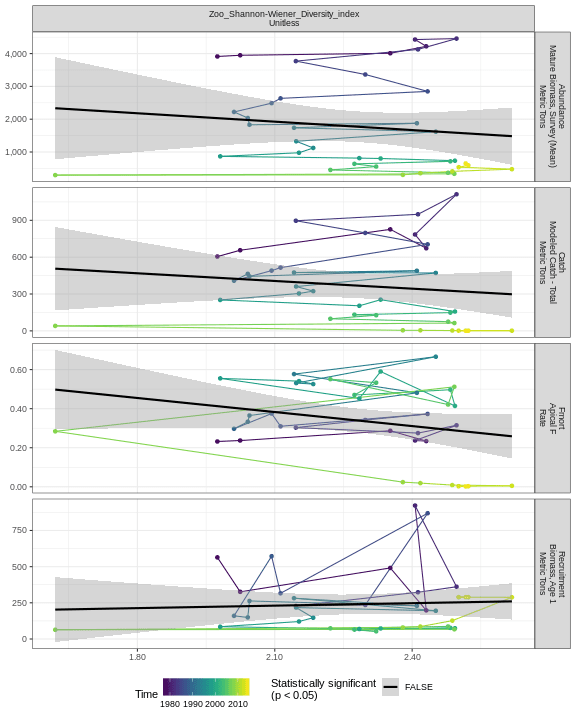 Zoo_Shannon-Wiener_Diversity_index
Unitless
4,000
3,000
2,000
1,000
Abundance
Mature Biomass, Survey (Mean)
Metric Tons
900
600
300
0
Catch
Modeled Catch - Total
Metric Tons
0.60
0.40
0.20
0.00
Fmort
Apical F
Rate
750
500
250
0
Recruitment
Biomass, Age 1
Metric Tons
1.80 2.10 2.40
Time
1980 1990 2000 2010
Statistically significant
(p < 0.05)
FALSE